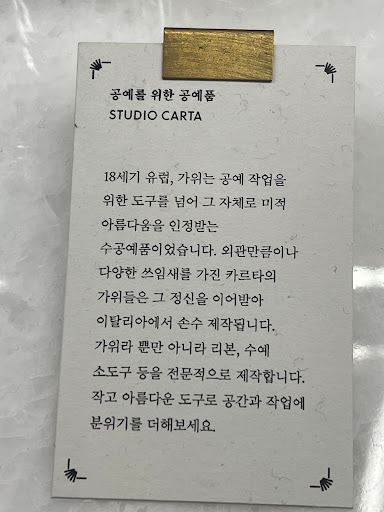 공예를 위한 공예품
STUDIO CARTA
18세기 유럽, 가위는 공예 작업을
위한 도구를 넘어 그 자체로 미적
아름다움을 인정받는
수공예품이었습니다. 외관만큼이나
다양한 쓰임새를 가진 카르타의
가위들은 그 정신을 이어받아
이탈리아에서 손수 제작됩니다.
가위라 뿐만 아니라 리본, 수예
소도구 등을 전문적으로 제작합니다.
작고 아름다운 도구로 공간과 작업에
분위기를 더해보세요.